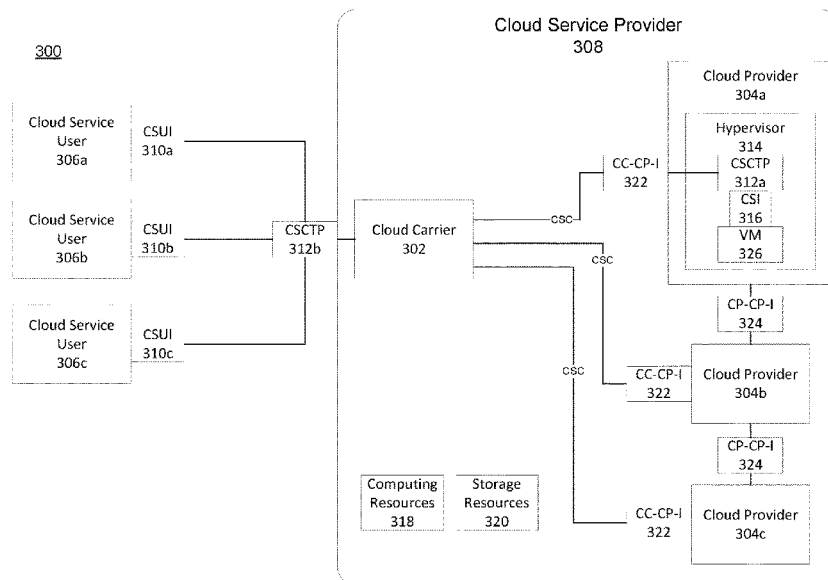 300
Cloud Service Provider
308
Cloud Service
User
306a
CSUI
310a
Cloud Service
User
306b
CSUI
310b
Cloud Service
User
306c
CSUI
310c
CSCTP
312b
Cloud Carrier
302
CSC
CSC
CSC
Cloud Provider
304a
Hypervisor
314
CC-CP-I
322
CSCTP
312a
CSI
316
VM
326
CP-CP-I
324
CC-CP-I
322
Cloud Provider
304b
CP-CP-I
324
CC-CP-I
322
Cloud Provider
304c
Computing
Resources
318
Storage
Resources
320